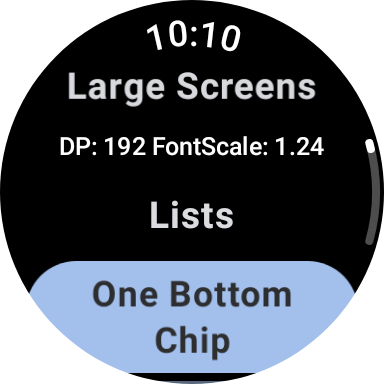 10:10
Large Screens
DP: 192 FontScale: 1.24
Lists
One Bottom
Chip